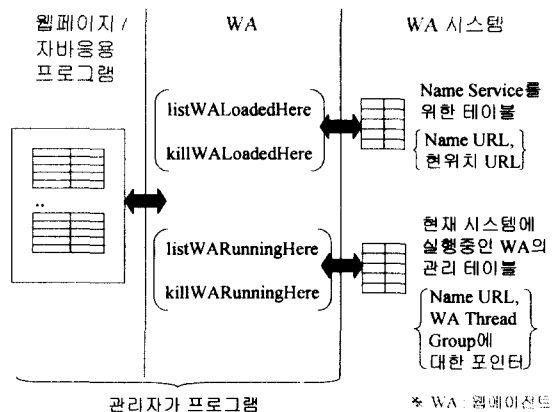 웹페이지 /
자바응용
프로그램
WA
WA 시스템
listWALoadedHere
killWALoadedHere
Name Service를
위한 테이블
Name URL,
현위치 URL
..
listWARunningHere
killWARunningHere
현재 시스템에
실행중인 WA의
관리 테이블
Name URL,
WA Thread
Group에
대한 포인터
관리자가 프로그램
* WA : 웹에이전트